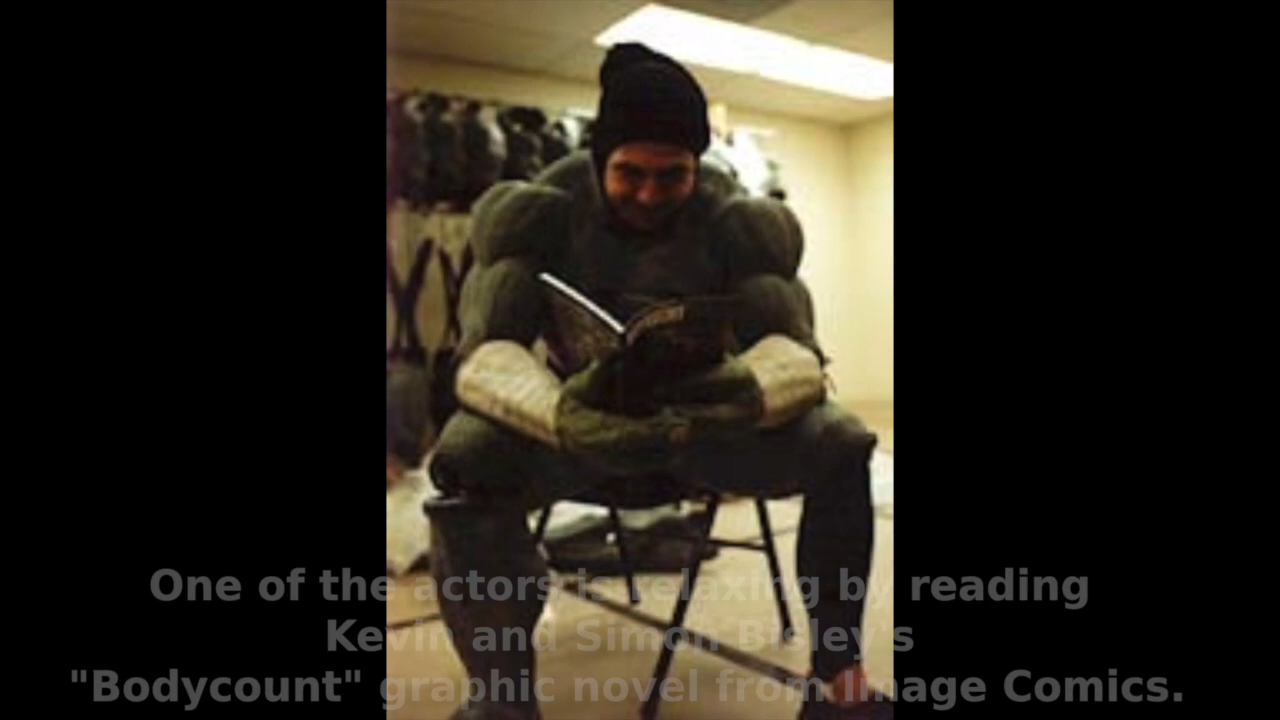 One of the actors is relaxing by reading
Kevin and Simon Bisley's
"Bodycount" graphic novel from Image Comics.